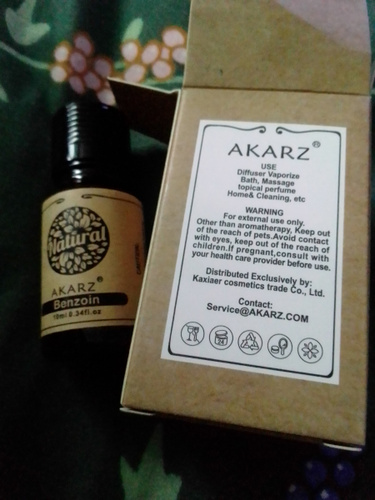 Natural
AKARZ®
Benzoin
10ml 0.34fl.oz
AKARZ®
USE
Diffuser Vaporize
Bath, Massage
topical perfume
Home& Cleaning, etc
WARNING
For external use only.
Other than aromatherapy, Keep out
of the reach of pets.Avoid contact
with eyes, keep out of the reach of
children.If pregnant,consult with
your health care provider before use.
Distributed Exclusively by:
Kaxiaer cosmetics trade Co., Ltd.
Contact:
Service@AKARZ.COM